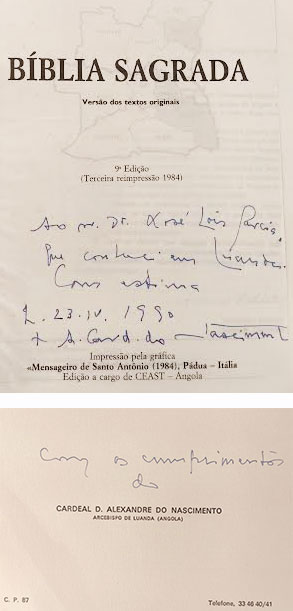 BÍBLIA SAGRADA
Versão dos textos originais
9ª Edição
(Terceira reimpressão 1984)
Ao sr. Dr. Xosé Lois García,
que conheci em Luanda.
Com estima
L. 23.IV. 1990
+ A. Card. do Nascimento
Impressão pela gráfica
«Mensageiro de Santo António (1984), Pádua – Itália
Edição a cargo de CEAST – Angola
Com os cumprimentos
do
CARDEAL D. ALEXANDRE DO NASCIMENTO
ARCEBISPO DE LUANDA (ANGOLA)
C. P. 87
Telefone, 33 46 40/41